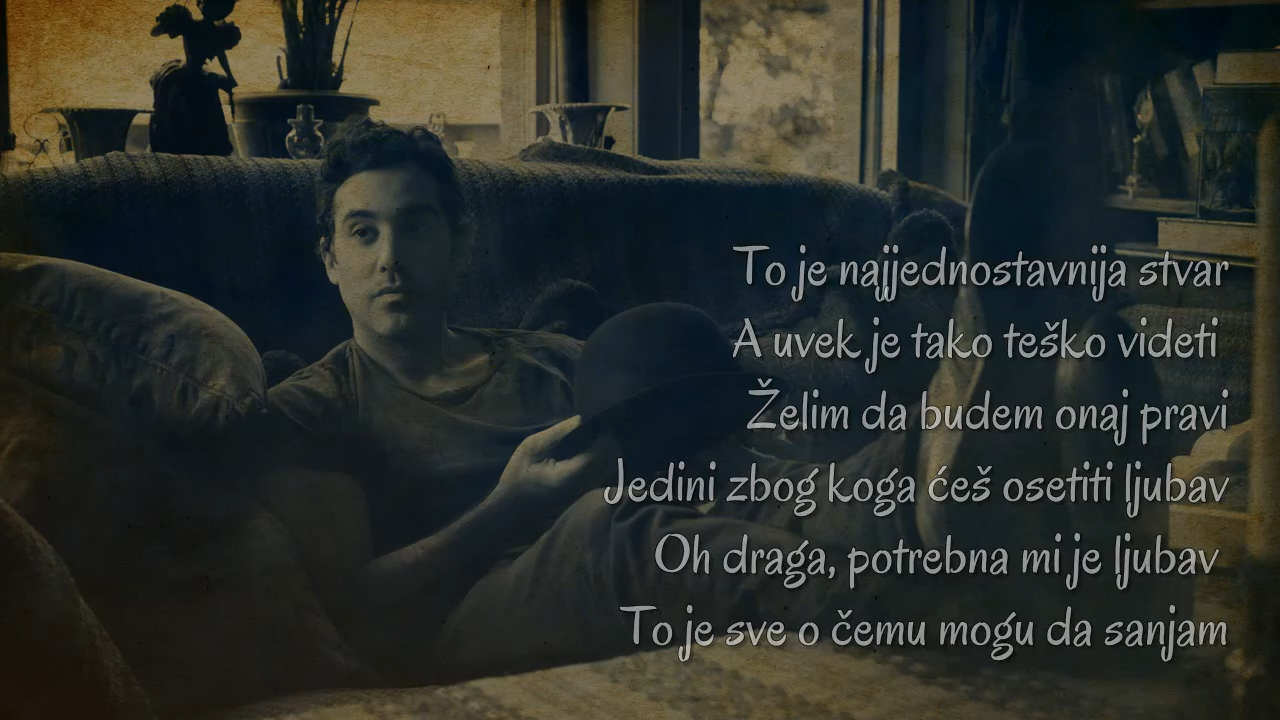 To je najjednostavnija stvar
A uvek je tako teško videti
Želim da budem onaj pravi
Jedini zbog koga ćeš osetiti ljubav
Oh draga, potrebna mi je ljubav
To je sve o čemu mogu da sanjam